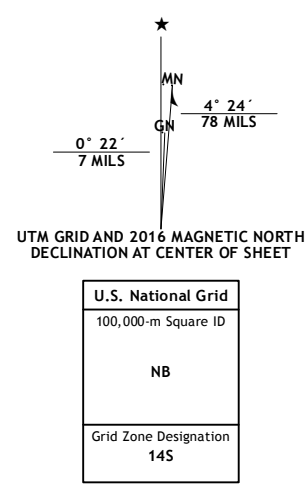 ★
MN
4° 24´
78 MILS
GN
0° 22´
7 MILS
UTM GRID AND 2016 MAGNETIC NORTH
DECLINATION AT CENTER OF SHEET
U.S. National Grid
100,000-m Square ID
NB
Grid Zone Designation
14S